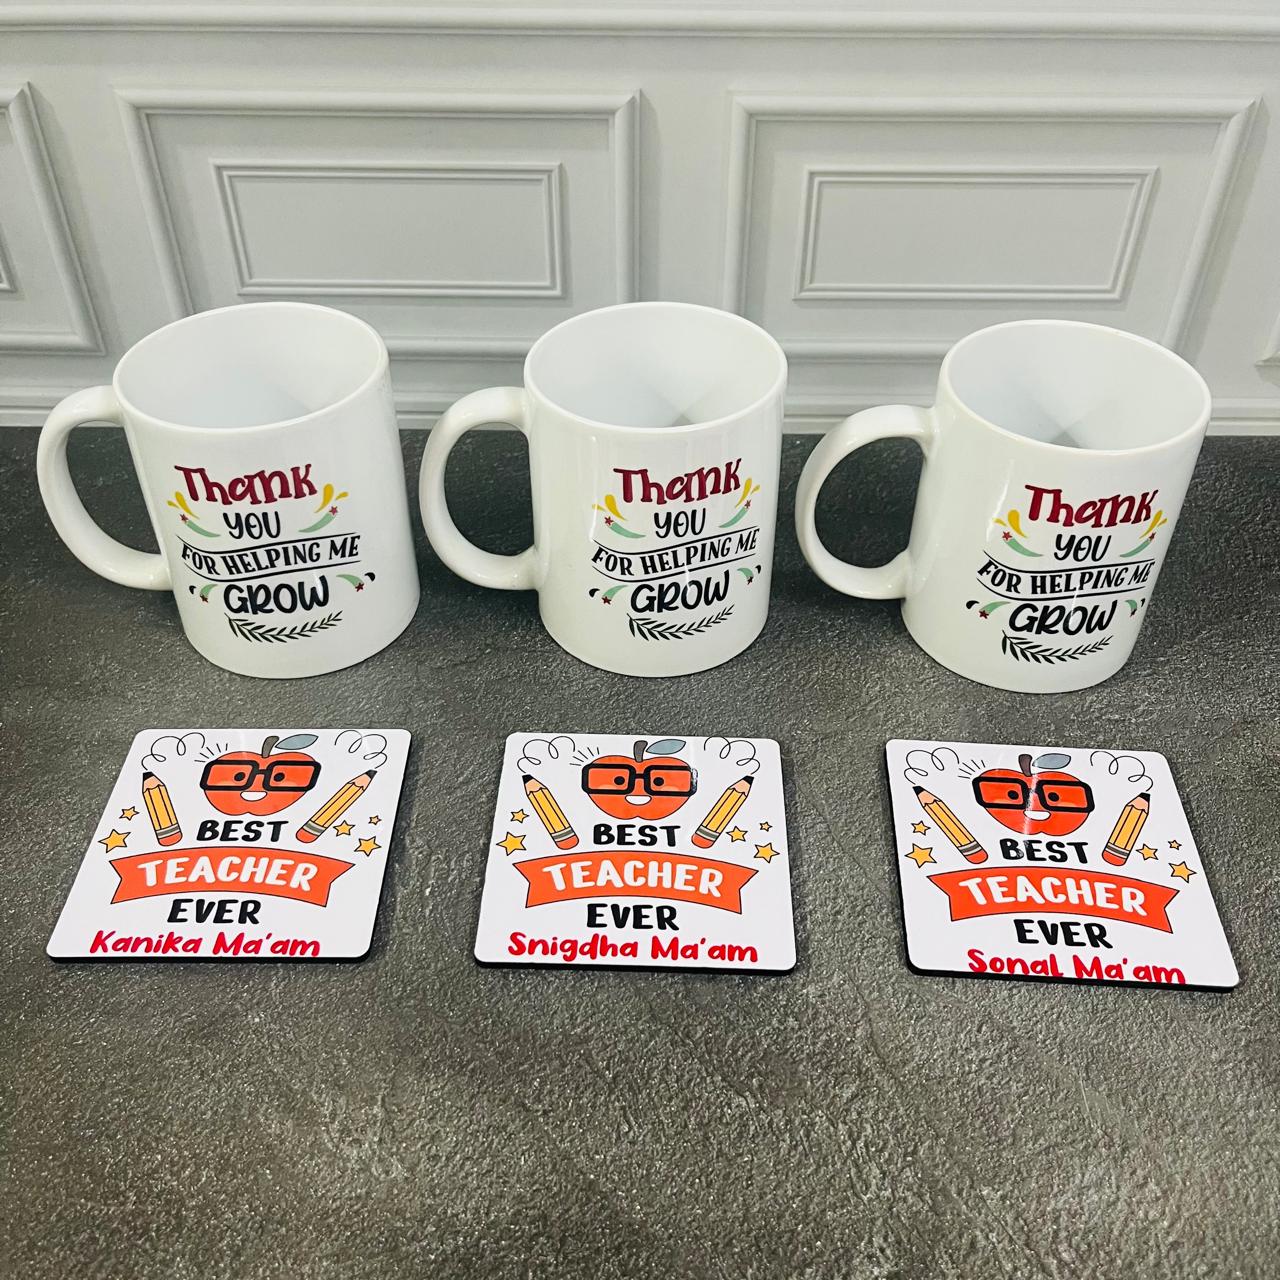 Thank
YOU
FOR HELPING ME
GROW
Thank
YOU
FOR HELPING ME
GROW
Thank
YOU
FOR HELPING ME
GROW
BEST
TEACHER
EVER
Kanika Ma'am
BEST
TEACHER
EVER
Snigdha Ma'am
BEST
TEACHER
EVER
Sonal Ma'am